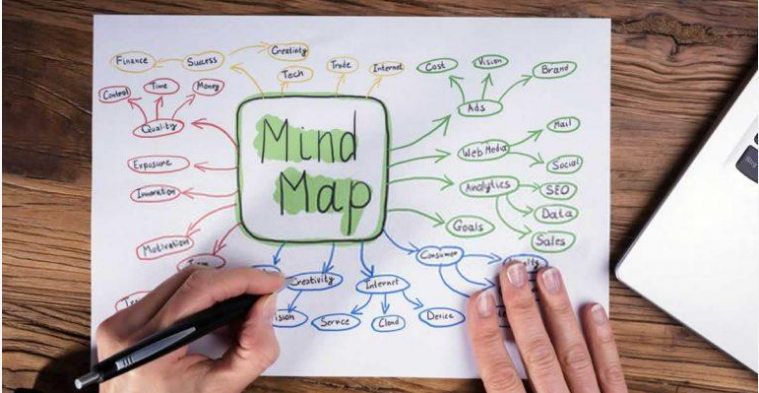 Creativity
Finance
Success
Tech
Trade
Internet
Cost
Vision
Brand
Control
Time
Money
Ads
Quality
Mind
Map
Mail
Web Media
Social
Exposure
Innovation
Analytics
SEO
Data
Motivation
Goals
Sales
Consumer
Creativity
Internet
Service
Cloud
Device